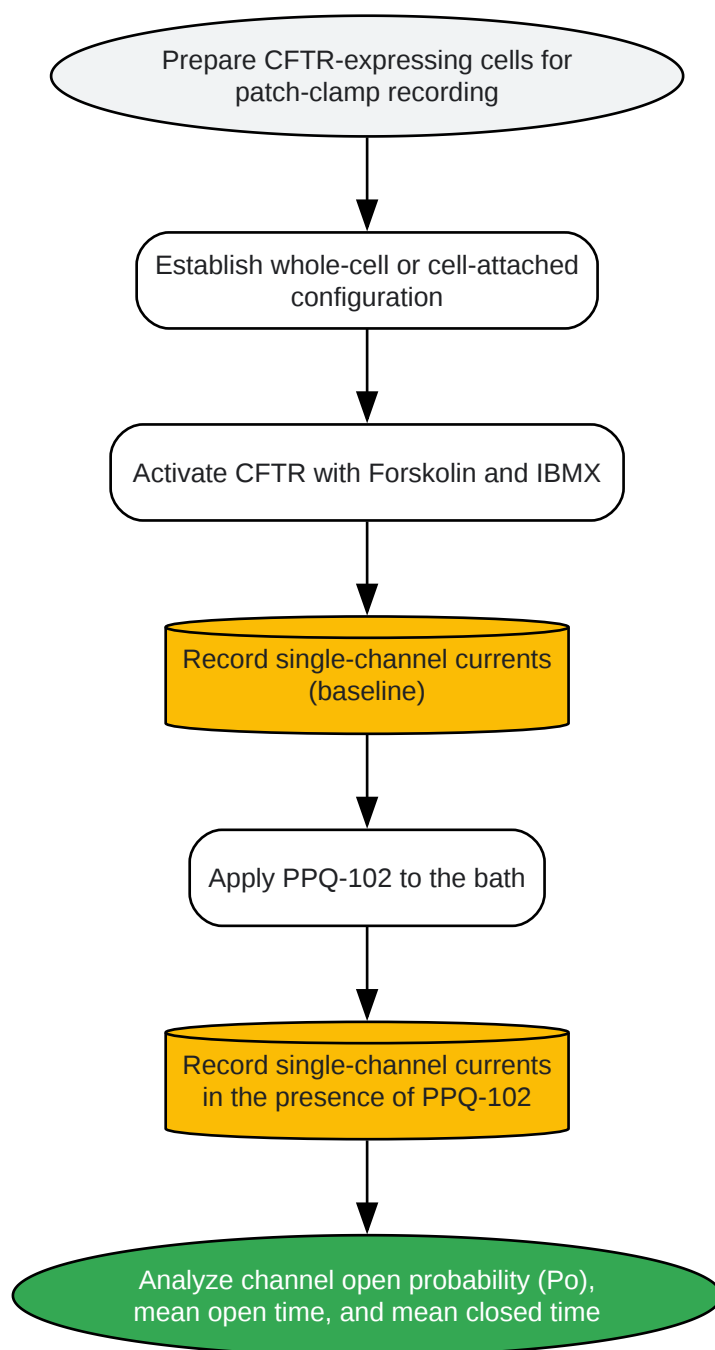 Prepare CFTR-expressing cells for
patch-clamp recording
Establish whole-cell or cell-attached
configuration
Activate CFTR with Forskolin and IBMX
Record single-channel currents
(baseline)
Apply PPQ-102 to the bath
Record single-channel currents
in the presence of PPQ-102
Analyze channel open probability (Po),
mean open time, and mean closed time